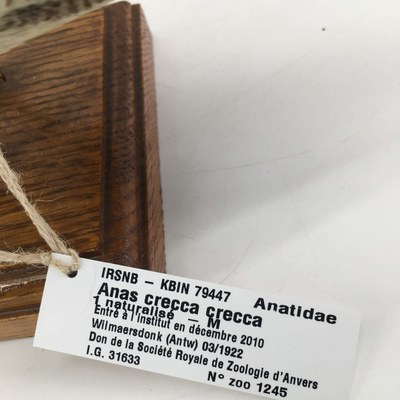 IRSNB – KBIN 79447 Anatidae
Anas crecca crecca
1 naturalisé – M
Entré à l'Institut en décembre 2010
Wilmaersdonk (Antw) 03/1922
Don de la Société Royale de Zoologie d'Anvers
I.G. 31633 N° zoo 1245